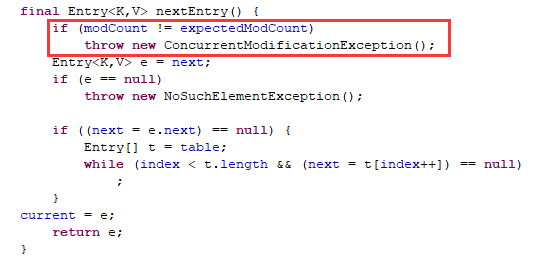 final Entry<K,V> nextEntry() {
    if (modCount != expectedModCount)
        throw new ConcurrentModificationException();
    Entry<K,V> e = next;
    if (e == null)
        throw new NoSuchElementException();

    if ((next = e.next) == null) {
        Entry[] t = table;
        while (index < t.length && (next = t[index++]) == null)
            ;
    }
current = e;
    return e;
}